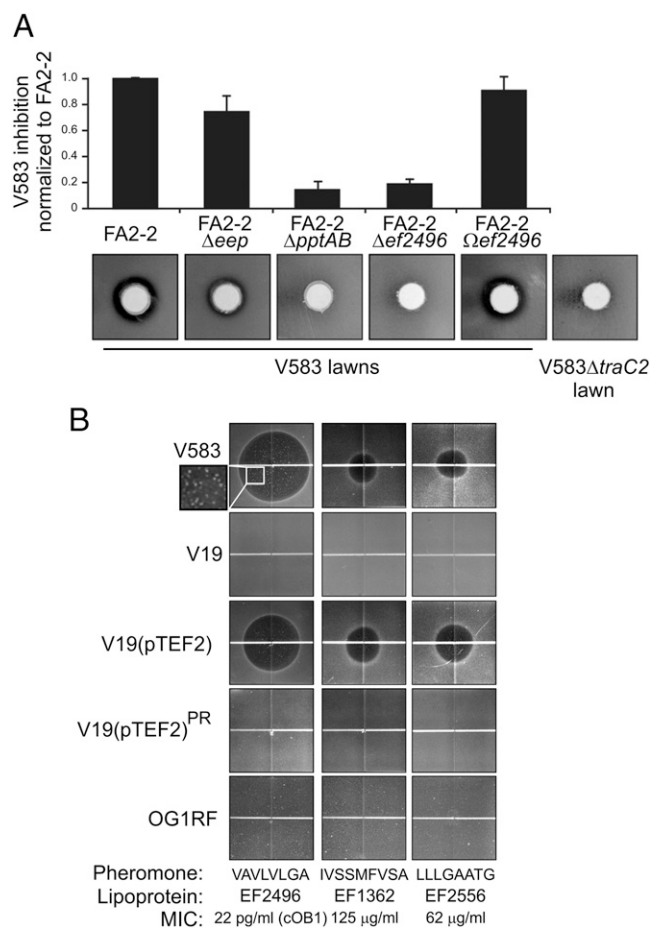 A
V583 inhibition
normalized to FA2-2
1.0
0.8
0.6
0.4
0.2
0
FA2-2
FA2-2
Δeep
FA2-2
ΔpptAB
FA2-2
Δef2496
FA2-2
Ωef2496
V583 lawns
V583ΔtraC2
lawn
B
V583
V19
V19(pTEF2)
V19(pTEF2)PR
OG1RF
Pheromone: VAVLVLGA IVSSMFVSA LLLGAATG
Lipoprotein: EF2496 EF1362 EF2556
MIC: 22 pg/ml (cOB1) 125 μg/ml 62 μg/ml